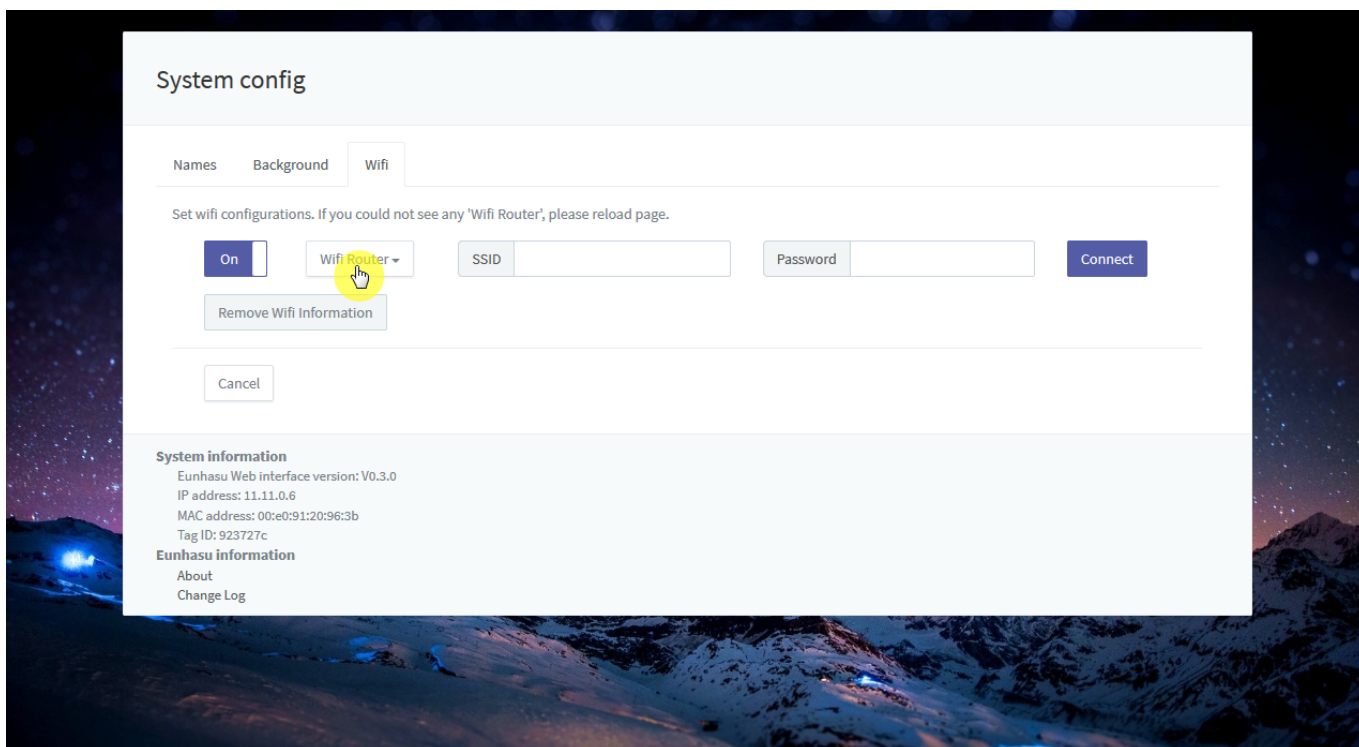 System config
Names Background Wifi
Set wifi configurations. If you could not see any 'Wifi Router', please reload page.
On Wifi Router SSID Password Connect
Remove Wifi Information
Cancel
System information
Eunhasu Web interface version: V0.3.0
IP address: 11.11.0.6
MAC address: 00:e0:91:20:96:3b
Tag ID: 923727c
Eunhasu information
About
Change Log